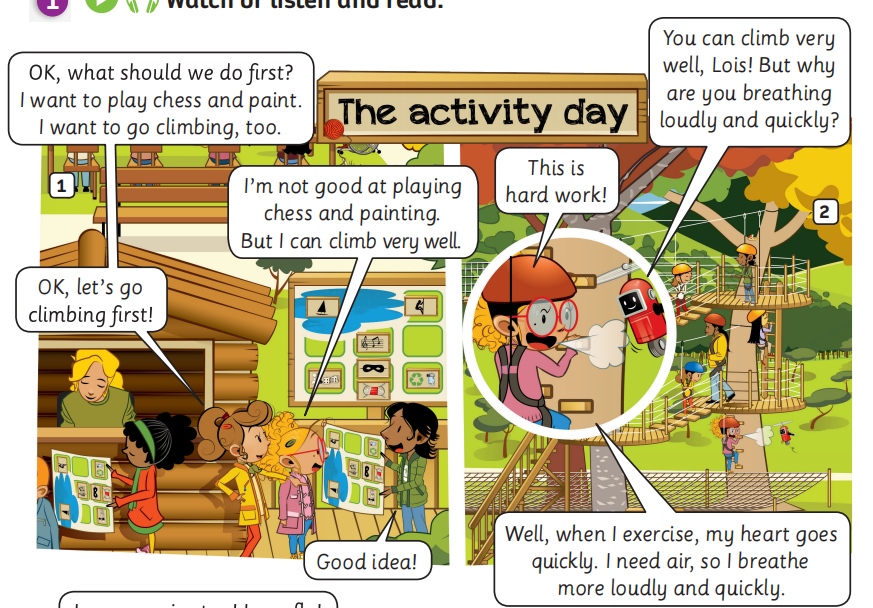 1 Watch or listen and read.
The activity day
1
OK, what should we do first?
I want to play chess and paint.
I want to go climbing, too.
I'm not good at playing
chess and painting.
But I can climb very well.
OK, let's go
climbing first!
Good idea!
2
This is
hard work!
You can climb very
well, Lois! But why
are you breathing
loudly and quickly?
Well, when I exercise, my heart goes
quickly. I need air, so I breathe
more loudly and quickly.